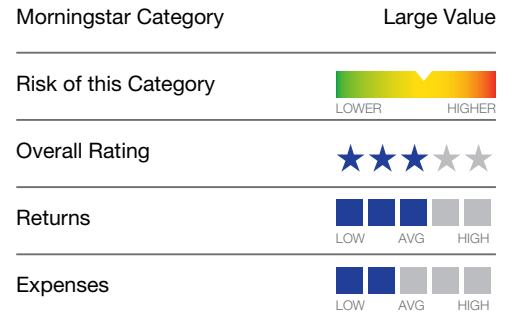 Morningstar Category Large Value
Risk of this Category
LOWER HIGHER
Overall Rating
Returns
LOW AVG HIGH
Expenses
LOW AVG HIGH